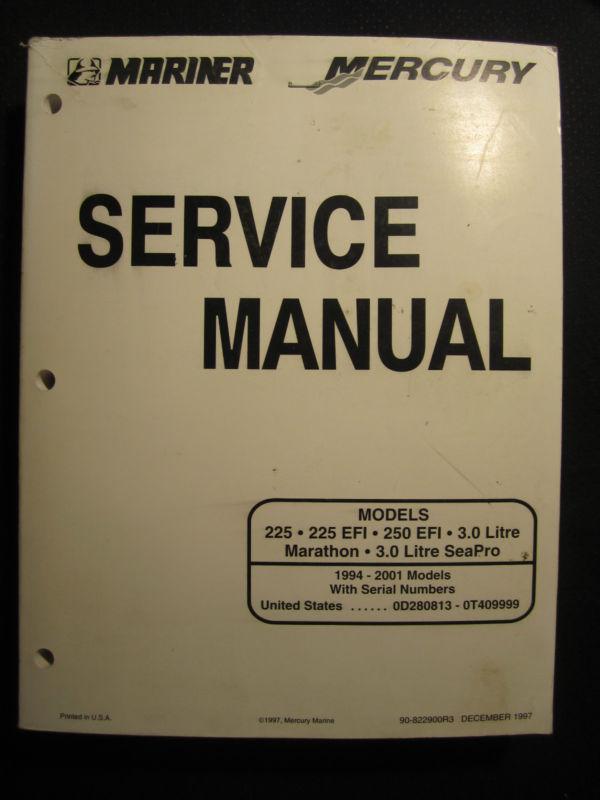 MARINER MERCURY
SERVICE
MANUAL
MODELS
225 • 225 EFI • 250 EFI • 3.0 Litre
Marathon • 3.0 Litre SeaPro
1994 - 2001 Models
With Serial Numbers
United States ...... 0D280813 - 0T409999
Printed in U.S.A. ©1997, Mercury Marine 90-822900R3 DECEMBER 1997